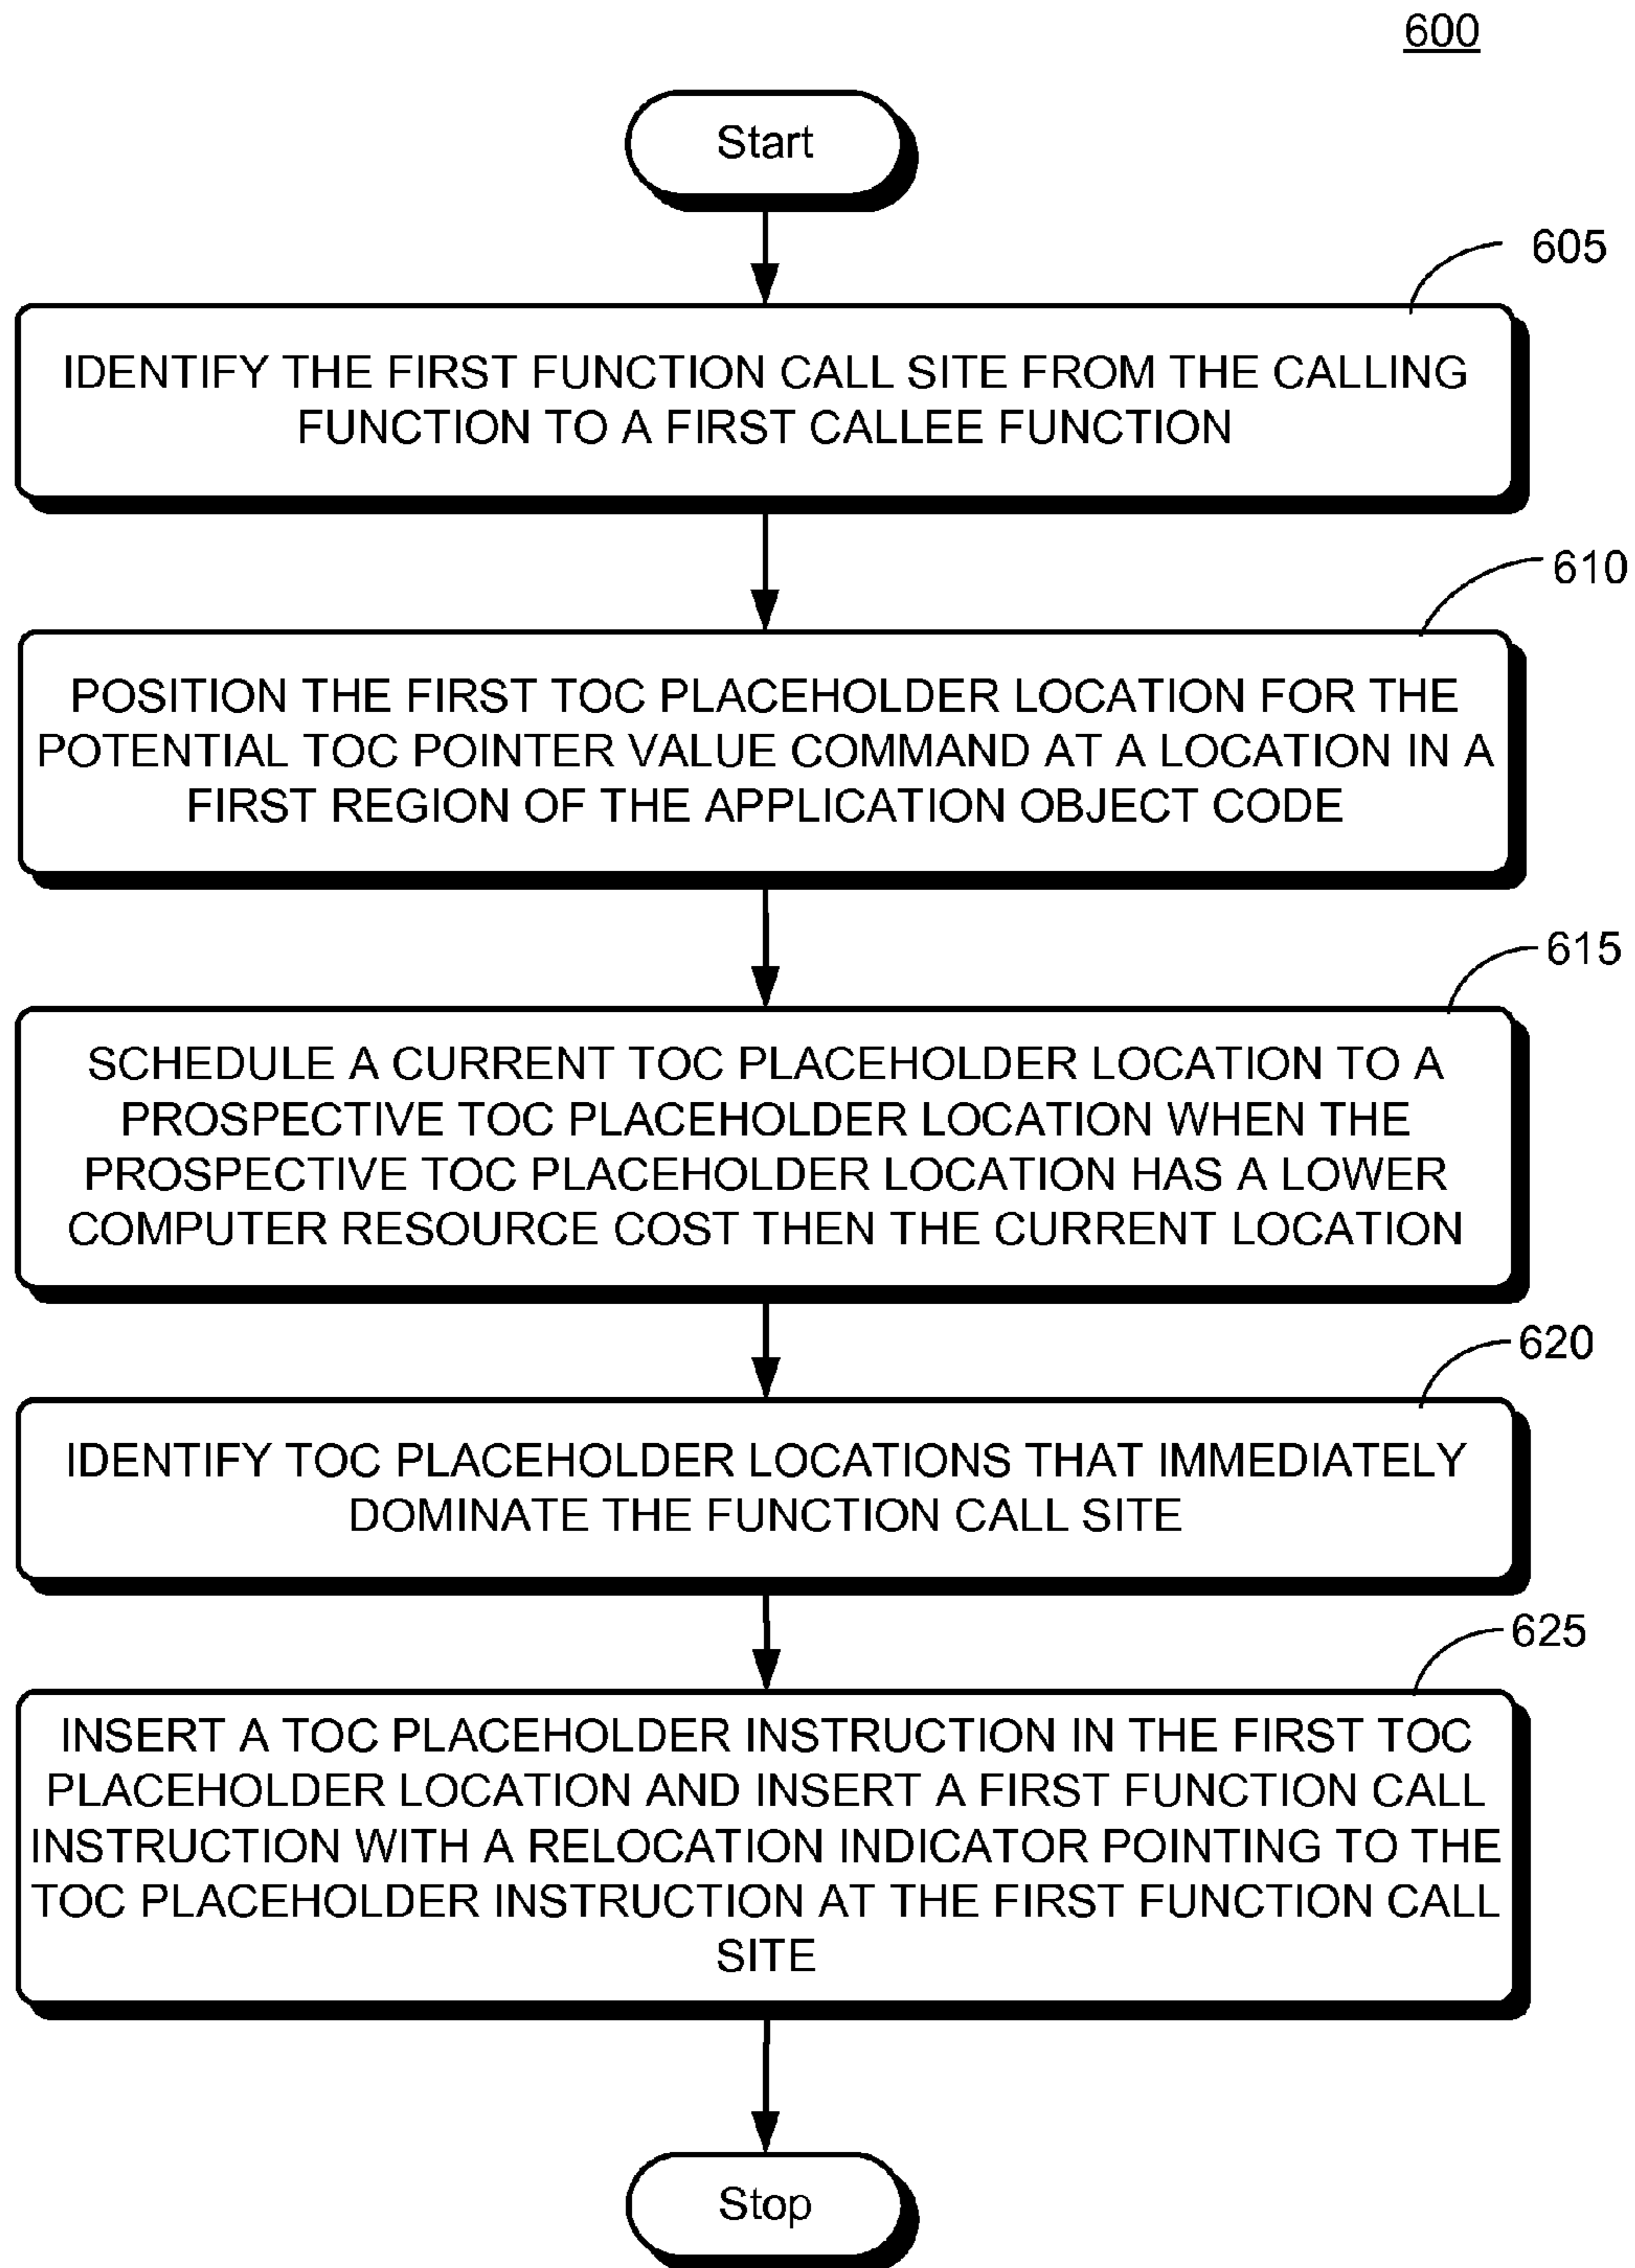 600
Start
605
IDENTIFY THE FIRST FUNCTION CALL SITE FROM THE CALLING
FUNCTION TO A FIRST CALLEE FUNCTION
610
POSITION THE FIRST TOC PLACEHOLDER LOCATION FOR THE
POTENTIAL TOC POINTER VALUE COMMAND AT A LOCATION IN A
FIRST REGION OF THE APPLICATION OBJECT CODE
615
SCHEDULE A CURRENT TOC PLACEHOLDER LOCATION TO A
PROSPECTIVE TOC PLACEHOLDER LOCATION WHEN THE
PROSPECTIVE TOC PLACEHOLDER LOCATION HAS A LOWER
COMPUTER RESOURCE COST THEN THE CURRENT LOCATION
620
IDENTIFY TOC PLACEHOLDER LOCATIONS THAT IMMEDIATELY
DOMINATE THE FUNCTION CALL SITE
625
INSERT A TOC PLACEHOLDER INSTRUCTION IN THE FIRST TOC
PLACEHOLDER LOCATION AND INSERT A FIRST FUNCTION CALL
INSTRUCTION WITH A RELOCATION INDICATOR POINTING TO THE
TOC PLACEHOLDER INSTRUCTION AT THE FIRST FUNCTION CALL
SITE
Stop